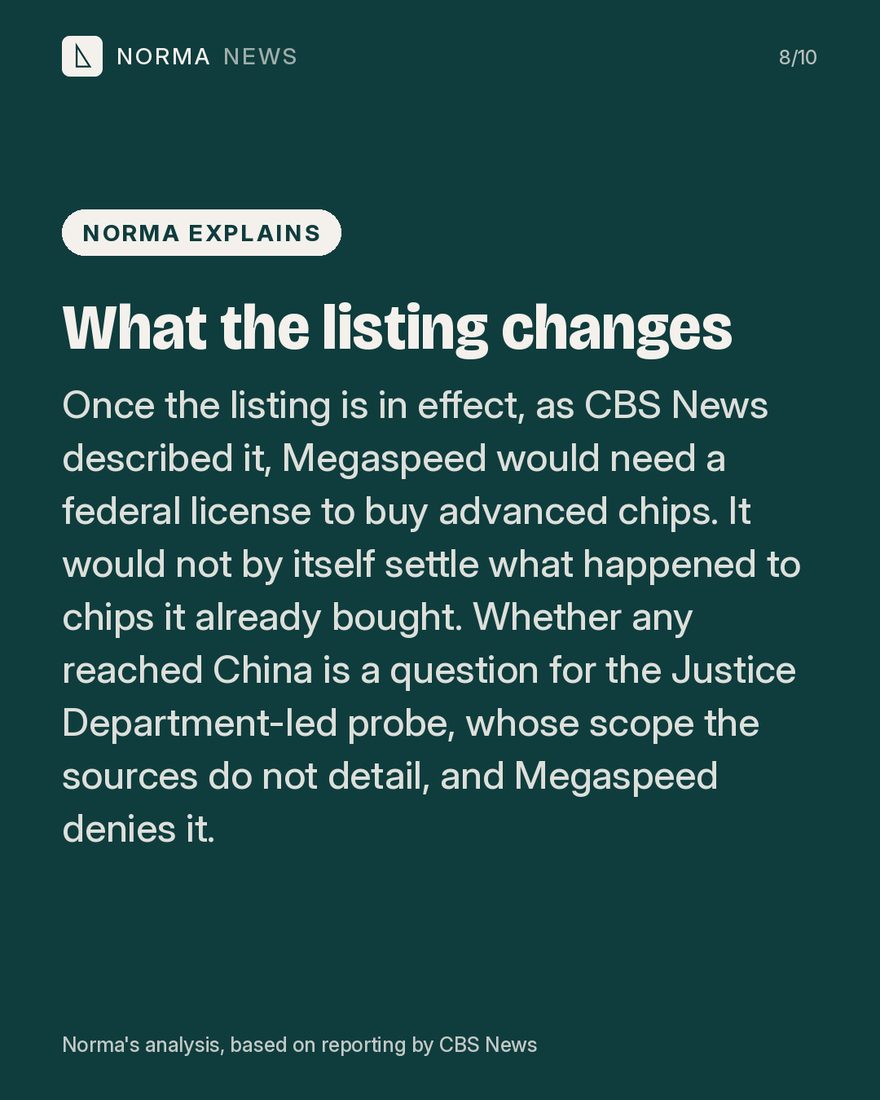 NORMA NEWS
8/10
NORMA EXPLAINS
What the listing changes
Once the listing is in effect, as CBS News
described it, Megaspeed would need a
federal license to buy advanced chips. It
would not by itself settle what happened to
chips it already bought. Whether any
reached China is a question for the Justice
Department-led probe, whose scope the
sources do not detail, and Megaspeed
denies it.
Norma's analysis, based on reporting by CBS News